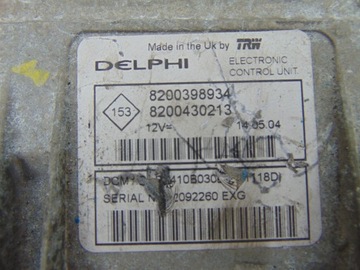 Made in the Uk by TRW
DELPHI
ELECTRONIC
CONTROL UNIT
153
8200398934
8200430213
12V=
14.05.04
SERIAL 092260 EXG